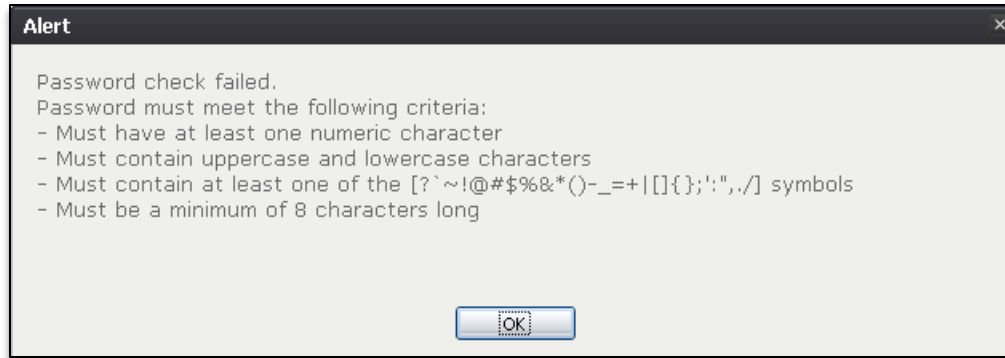 Alert
Password check failed.
Password must meet the following criteria:
- Must have at least one numeric character
- Must contain uppercase and lowercase characters
- Must contain at least one of the [?`~!@#$%&*()-_=+|[]{};':",./] symbols
- Must be a minimum of 8 characters long
OK